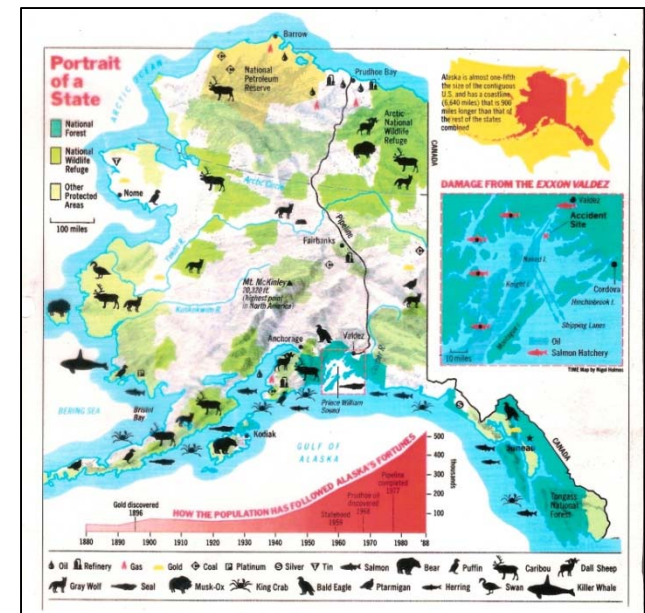 Portrait
of a
State
National
Forest
National
Wildlife
Refuge
Other
Protected
Areas
100 miles
ARCTIC OCEAN
Barrow
Prudhoe Bay
National
Petroleum
Reserve
Arctic
National
Wildlife
Refuge
CANADA
Arctic Circle
Nome
Pipeline
Fairbanks
Yukon R.
Mt. McKinley
20,320 ft.
(highest point
in North America)
Kuskokwim R.
Anchorage
Valdez
Prince William
Sound
BERING SEA
Bristol
Bay
Kodiak
GULF OF
ALASKA
Juneau
CANADA
Tongass
National
Forest
Alaska is almost one-fifth
the size of the contiguous
U.S. and has a coastline
(6,640 miles) that is 906
miles longer than that of
the rest of the states
combined
DAMAGE FROM THE EXXON VALDEZ
Valdez
Accident
Site
Naked I.
Knight I.
Cordova
Hinchinbrook I.
Shipping Lanes
10 miles
Oil
Salmon Hatchery
TIME Map by Nigel Holmes
HOW THE POPULATION HAS FOLLOWED ALASKA'S FORTUNES
Gold discovered
1896
Statehood
1959
Prudhoe oil
discovered
1968
Pipeline
completed
1977
500
400
300
200
100
thousands
1880 1890 1900 1910 1920 1930 1940 1950 1960 1970 1980 '88
Oil Refinery Gas Gold Coal Platinum Silver Tin Salmon Bear Puffin Caribou Dall Sheep
Gray Wolf Seal Musk-Ox King Crab Bald Eagle Ptarmigan Herring Swan Killer Whale